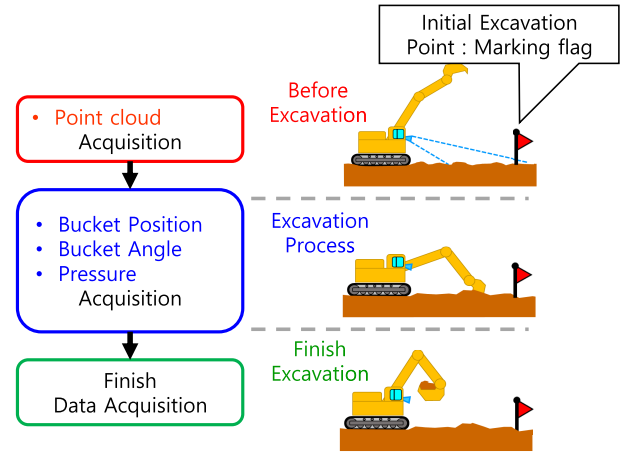 Initial Excavation
Point : Marking flag
Before
Excavation
• Point cloud
Acquisition
• Bucket Position
• Bucket Angle
• Pressure
Acquisition
Excavation
Process
Finish
Excavation
Finish
Data Acquisition